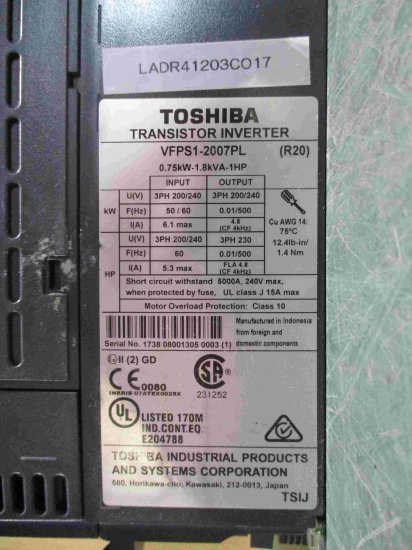 LADR41203CO17
TOSHIBA
TRANSISTOR INVERTER
VFPS1-2007PL (R20)
0.75kW-1.8kVA-1HP
INPUT OUTPUT
kW U(V) 3PH 200/240 3PH 200/240
F(Hz) 50 / 60 0.01/500
I(A) 6.1 max 4.8 (CF 4kHz)
HP U(V) 3PH 200/240 3PH 230
F(Hz) 60 0.01/500
I(A) 5.3 max FLA 4.8 (CF 4kHz)
Cu AWG 14:
75°C
12.4lb-in/
1.4 Nm
Short circuit withstand 5000A, 240V max,
when protected by fuse, UL class J 15A max
Motor Overload Protection: Class 10
Serial No. 1738 08001305 0003 (1)
Manufactured in Indonesia
from foreign and
domestic components
Ex II (2) GD
CE 0080
INERIS 07ATEX0028X
SA
231252
UL LISTED 170M
IND.CONT.EQ.
E204788
TOSHIBA INDUSTRIAL PRODUCTS
AND SYSTEMS CORPORATION
580, Horikawa-cho, Kawasaki, 212-0013, Japan
TSIJ